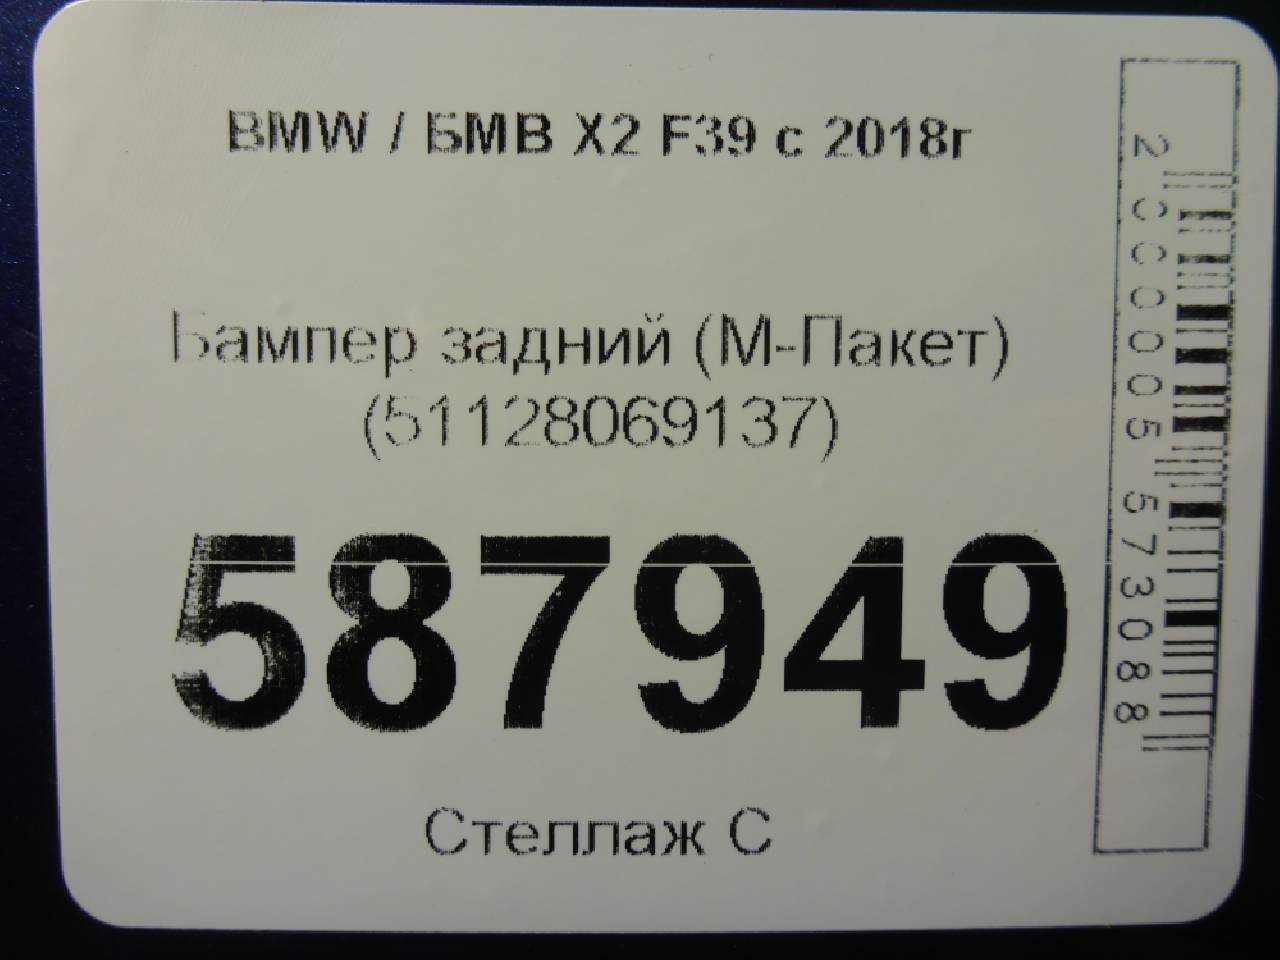 BMW / БМВ X2 F39 с 2018г
Бампер задний (М-Пакет)
(51128069137)
587949
Стеллаж С
2000005573088